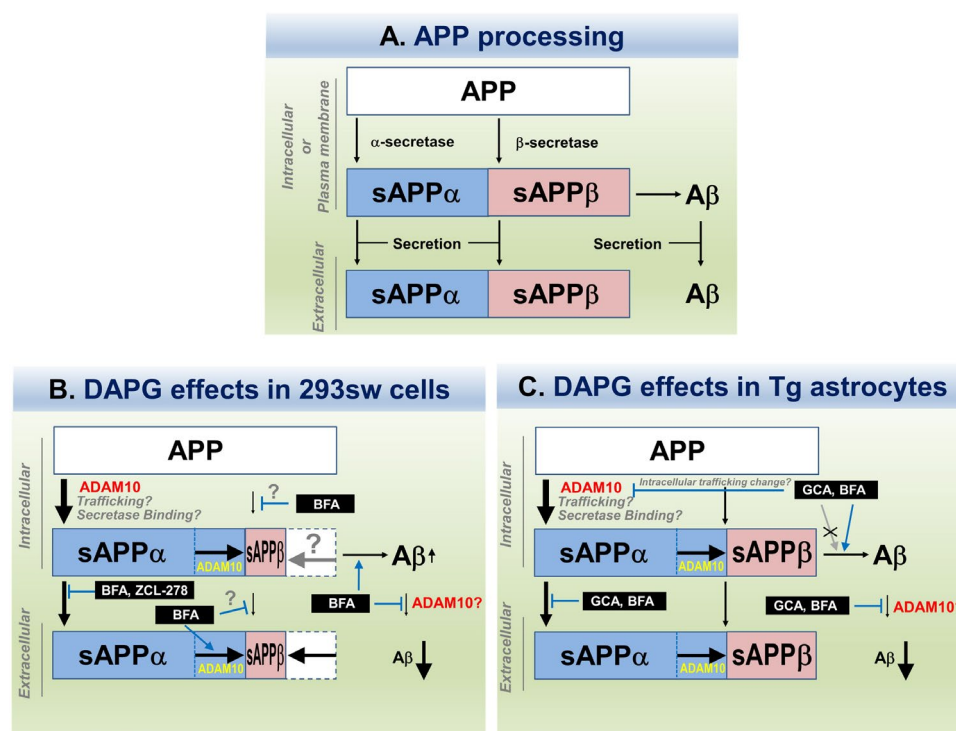 A. APP processing
Intracellular
or
Plasma membrane
APP
α-secretase
β-secretase
sAPPα
sAPPβ
Aβ
Secretion
Secretion
Extracellular
sAPPα
sAPPβ
Aβ
B. DAPG effects in 293sw cells
Intracellular
APP
ADAM10
Trafficking?
Secretase Binding?
?
BFA
sAPPα
ADAM10
sAPPβ
?
Aβ
BFA, ZCL-278
BFA
?
BFA
ADAM10?
Extracellular
sAPPα
ADAM10
sAPPβ
Aβ
C. DAPG effects in Tg astrocytes
Intracellular
APP
ADAM10
Intracellular trafficking change?
Trafficking?
Secretase Binding?
GCA, BFA
sAPPα
ADAM10
sAPPβ
Aβ
GCA, BFA
GCA, BFA
ADAM10?
Extracellular
sAPPα
ADAM10
sAPPβ
Aβ